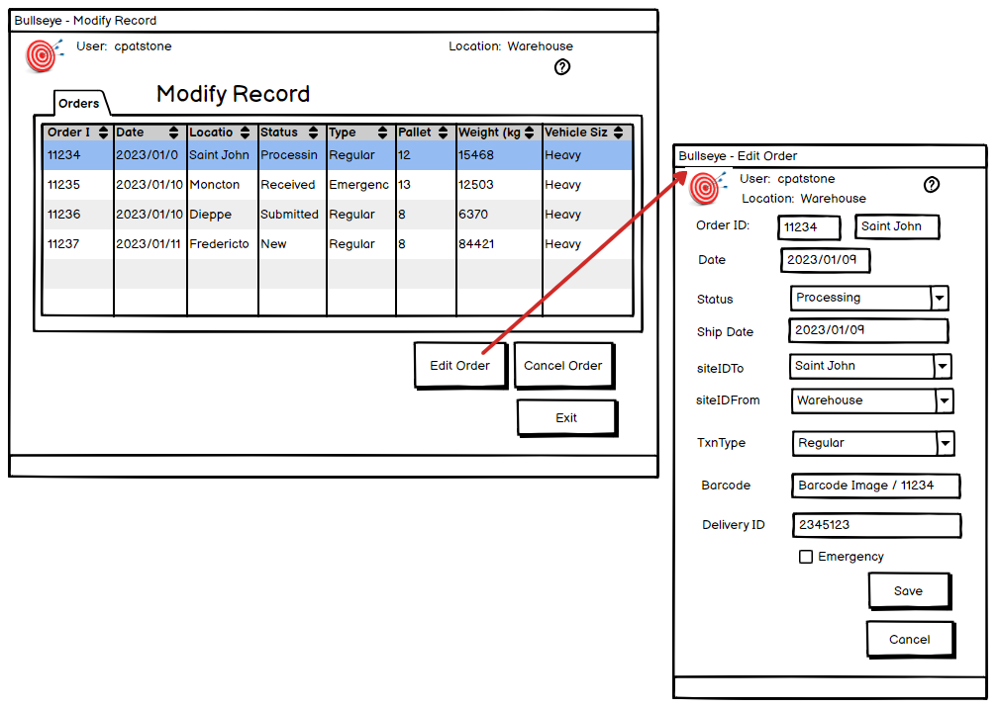 Bullseye - Modify Record
User: cpatstone
Location: Warehouse
?
Modify Record
Orders
Order I Date Locatio Status Type Pallet Weight (kg Vehicle Siz
11234 2023/01/0 Saint John Processin Regular 12 15468 Heavy
11235 2023/01/10 Moncton Received Emergenc 13 12503 Heavy
11236 2023/01/10 Dieppe Submitted Regular 8 6370 Heavy
11237 2023/01/11 Fredericto New Regular 8 84421 Heavy
Edit Order
Cancel Order
Exit
Bullseye - Edit Order
User: cpatstone
?
Location: Warehouse
Order ID: 11234 Saint John
Date 2023/01/09
Status Processing
Ship Date 2023/01/09
siteIDTo Saint John
siteIDFrom Warehouse
TxnType Regular
Barcode Barcode Image / 11234
Delivery ID 2345123
Emergency
Save
Cancel